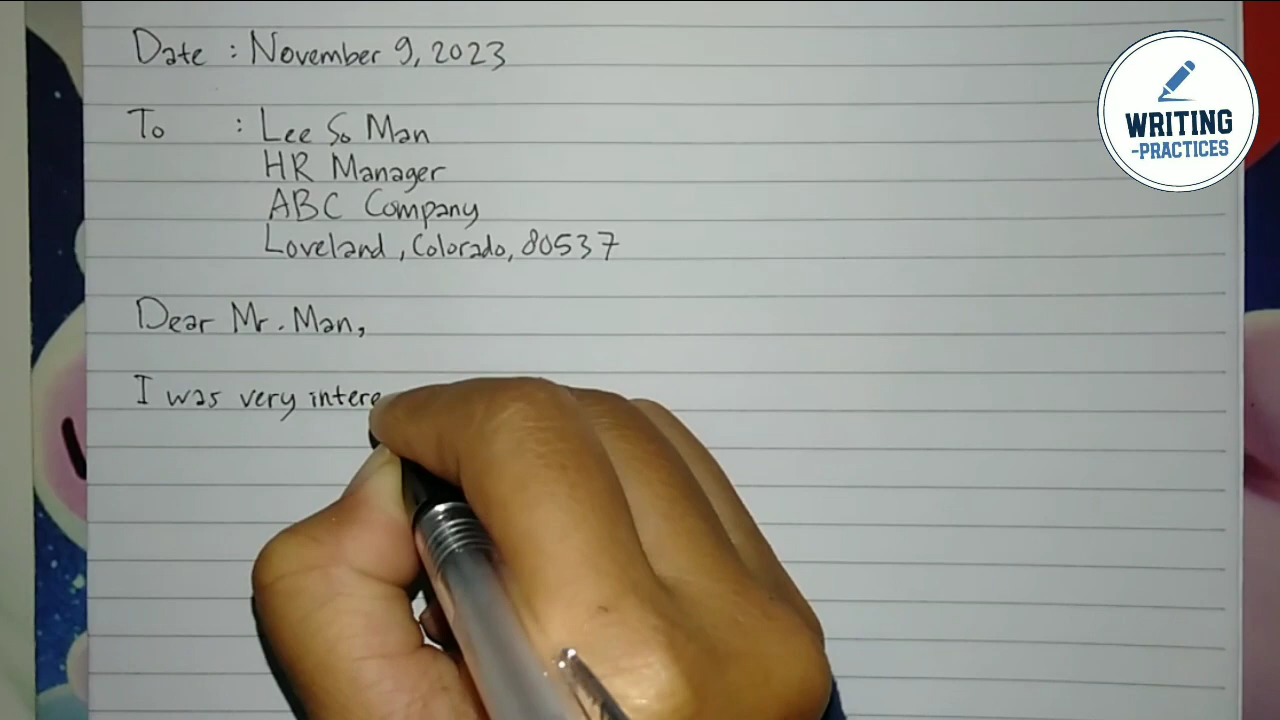 Date : November 9, 2023
To : Lee So Man
HR Manager
ABC Company
Loveland, Colorado, 80537
Dear Mr. Man,
I was very intere
WRITING
-PRACTICES